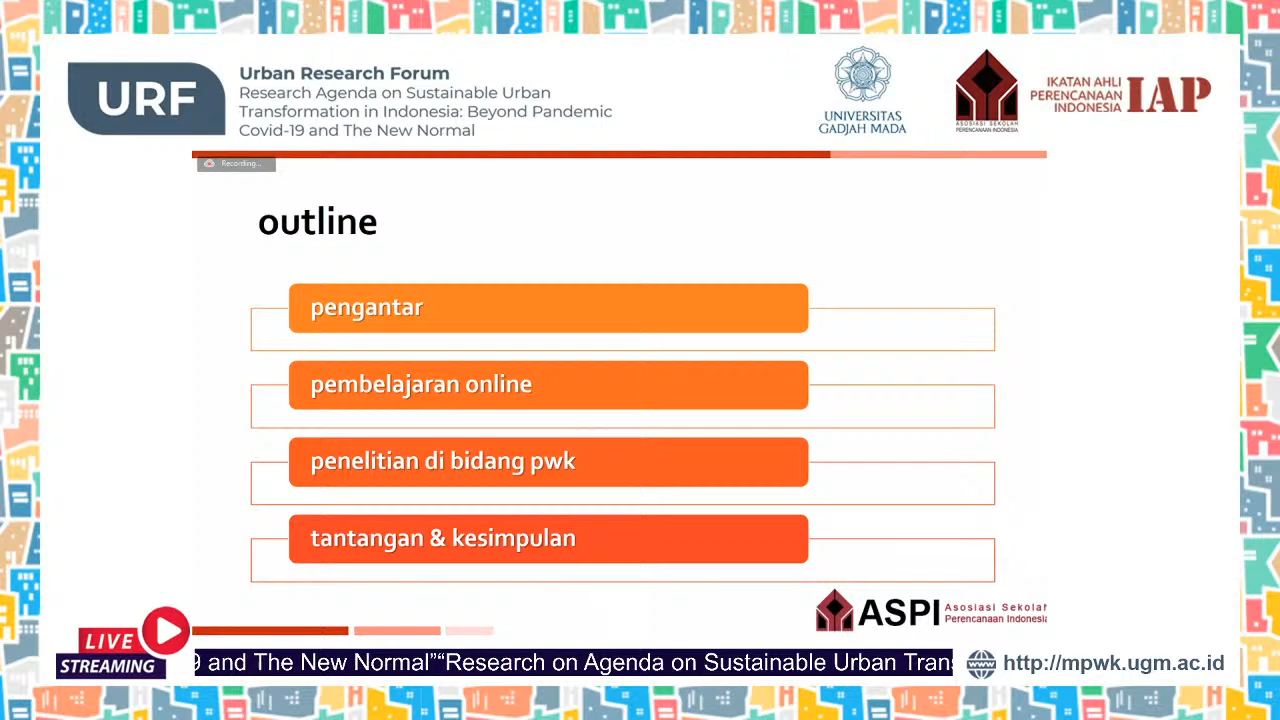 URF
Urban Research Forum
Research Agenda on Sustainable Urban
Transformation in Indonesia: Beyond Pandemic
Covid-19 and The New Normal
UNIVERSITAS
GADJAH MADA
ASOSIASI SEKOLAH
PERENCANAAN INDONESIA
IKATAN AHLI
PERENCANAAN
INDONESIA
IAP
Recording...
outline
pengantar
pembelajaran online
penelitian di bidang pwk
tantangan & kesimpulan
ASPI
Asosiasi Sekolah
Perencanaan Indonesia
LIVE
STREAMING
9 and The New Normal”“Research on Agenda on Sustainable Urban Trans
http://mpwk.ugm.ac.id